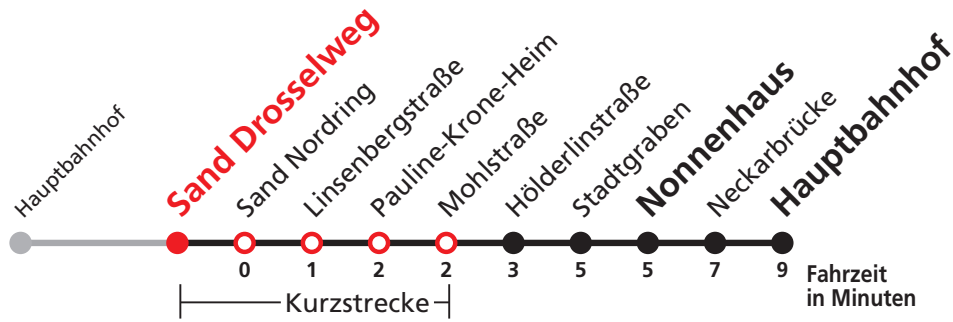 Hauptbahnhof
Sand Drosselweg
Sand Nordring
Linsenbergstraße
Pauline-Krone-Heim
Mohlstraße
Hölderlinstraße
Stadtgraben
Nonnenhaus
Neckarbrücke
Hauptbahnhof
0 1 2 2 3 5 5 7 9
Fahrzeit
in Minuten
Kurzstrecke